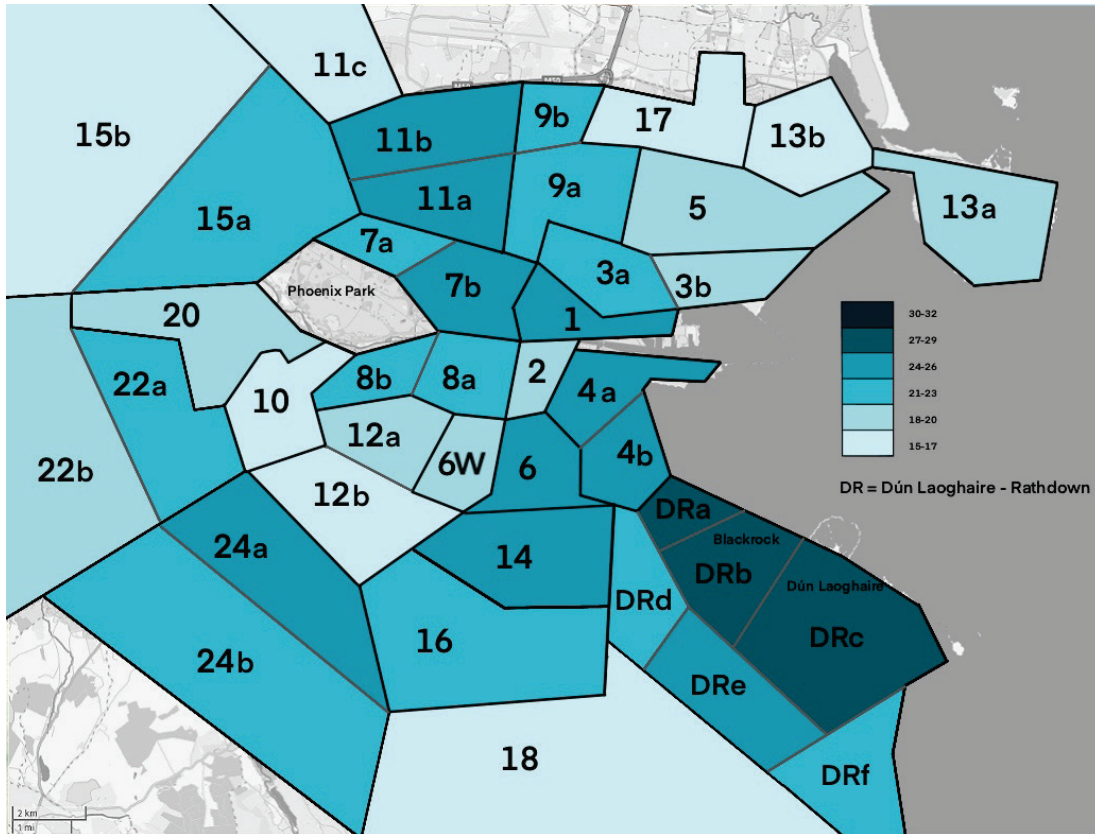 11c
15b
11b
9b
17
13b
11a
9a
5
13a
15a
7a
3a
3b
Phoenix Park
7b
1
20
2
22a
8b
8a
4a
10
12a
6W
6
4b
22b
12b
24a
14
DRa
Blackrock
DRb
Dún Laoghaire
DRc
DRd
16
24b
DRe
18
DRf
30-32
27-29
24-26
21-23
18-20
15-17
DR = Dún Laoghaire - Rathdown
2 km
1 mi